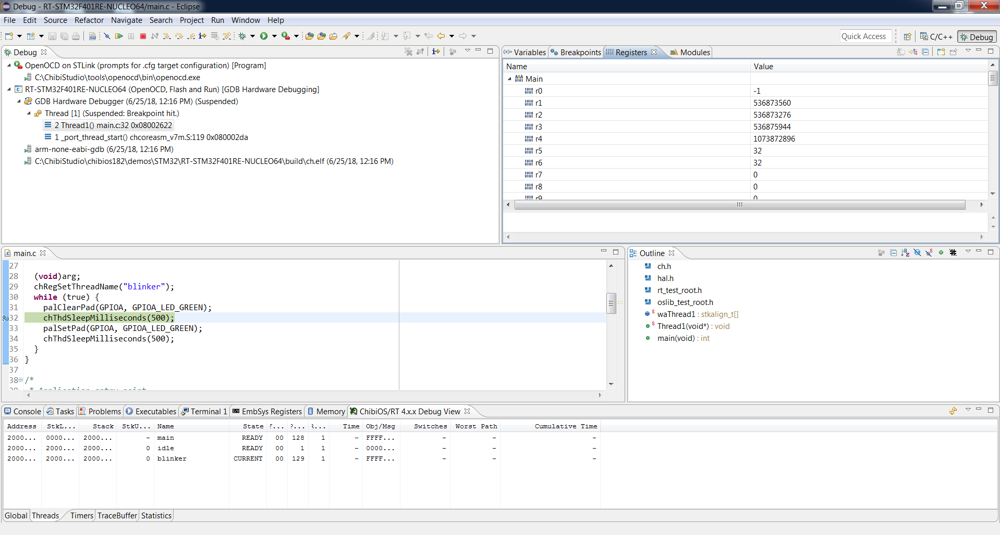 Debug - RT-STM32F401RE-NUCLEO64/main.c - Eclipse
File Edit Source Refactor Navigate Search Project Run Window Help
Quick Access C/C++ Debug
Debug
OpenOCD on STLink (prompts for .cfg target configuration) [Program]
C:\ChibiStudio\tools\openocd\bin\openocd.exe
RT-STM32F401RE-NUCLEO64 (OpenOCD, Flash and Run) [GDB Hardware Debugging]
GDB Hardware Debugger (6/25/18, 12:16 PM) (Suspended)
Thread [1] (Suspended: Breakpoint hit.)
2 Thread1() main.c:32 0x08002622
1 _port_thread_start() chcoreasm_v7m.S:119 0x080002da
arm-none-eabi-gdb (6/25/18, 12:16 PM)
C:\ChibiStudio\chibios182\demos\STM32\RT-STM32F401RE-NUCLEO64\build\ch.elf (6/25/18, 12:16 PM)
(x)= Variables Breakpoints Registers Modules
Name Value
Main
r0 -1
r1 536873560
r2 536873276
r3 536875944
r4 1073872896
r5 32
r6 32
r7 0
r8 0
r9 0
main.c
27
28 (void)arg;
29 chRegSetThreadName("blinker");
30 while (true) {
31 palClearPad(GPIOA, GPIOA_LED_GREEN);
32 chThdSleepMilliseconds(500);
33 palSetPad(GPIOA, GPIOA_LED_GREEN);
34 chThdSleepMilliseconds(500);
35 }
36 }
37
38 /*
39 * Application entry point
Outline
ch.h
hal.h
rt_test_root.h
oslib_test_root.h
waThread1 : stkalign_t[]
Thread1(void*) : void
main(void) : int
Console Tasks Problems Executables Terminal 1 EmbSys Registers Memory ChibiOS/RT 4.x.x Debug View
Address StkL... Stack StkU... Name State F... P... R... Time Obj/Msg Switches Worst Path Cumulative Time
2000... 0000... 2000... - main READY 00 128 1 - FFFF... - - -
2000... 2000... 2000... 0 idle READY 00 1 1 - 0000... - - -
2000... 2000... 2000... 0 blinker CURRENT 00 129 1 - FFFF... - - -
Global Threads Timers TraceBuffer Statistics